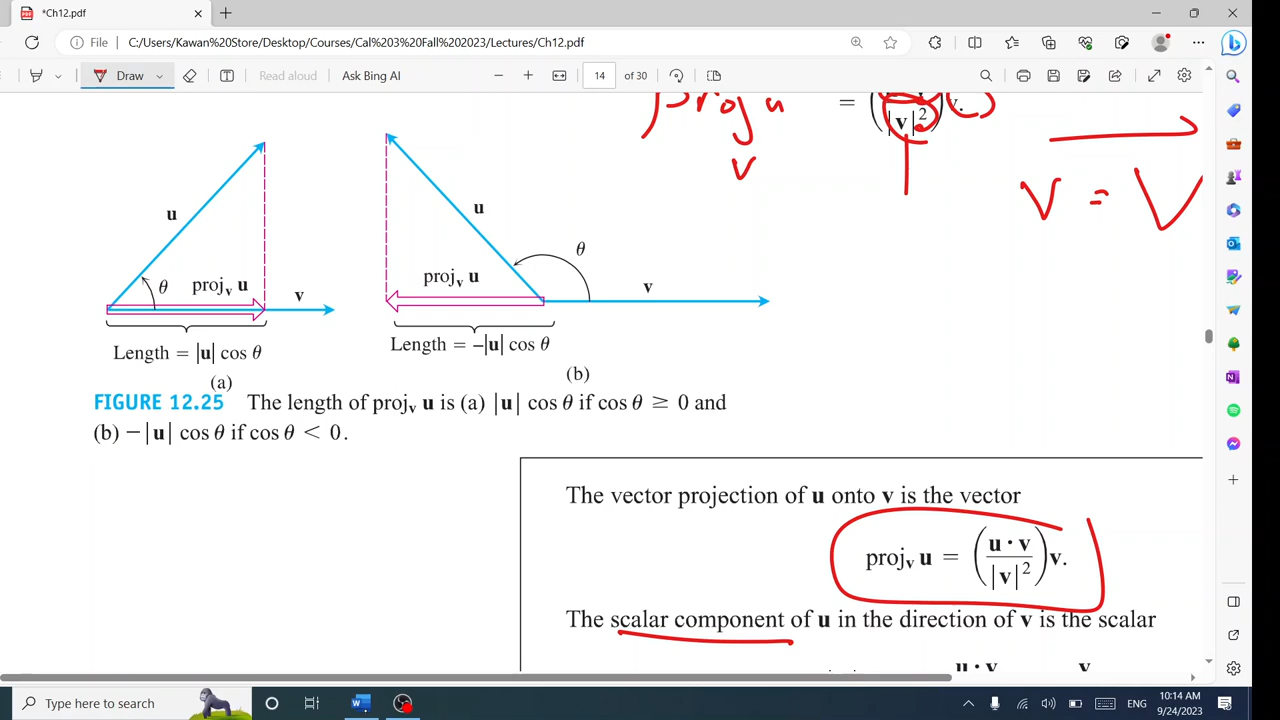 *Ch12.pdf
File C:/Users/Kawan%20Store/Desktop/Courses/Cal%203%20Fall%202023/Lectures/Ch12.pdf
Draw Read aloud Ask Bing AI 14 of 30
proj u = ( |v|² ) v.
v
v = V
u
θ
proj_v u
v
Length = |u| cos θ
(a)
u
θ
proj_v u
v
Length = –|u| cos θ
(b)
FIGURE 12.25 The length of proj_v u is (a) |u| cos θ if cos θ ≥ 0 and
(b) –|u| cos θ if cos θ < 0.
The vector projection of u onto v is the vector
proj_v u = (u · v / |v|²) v.
The scalar component of u in the direction of v is the scalar
u · v v
Type here to search
ENG
10:14 AM
9/24/2023